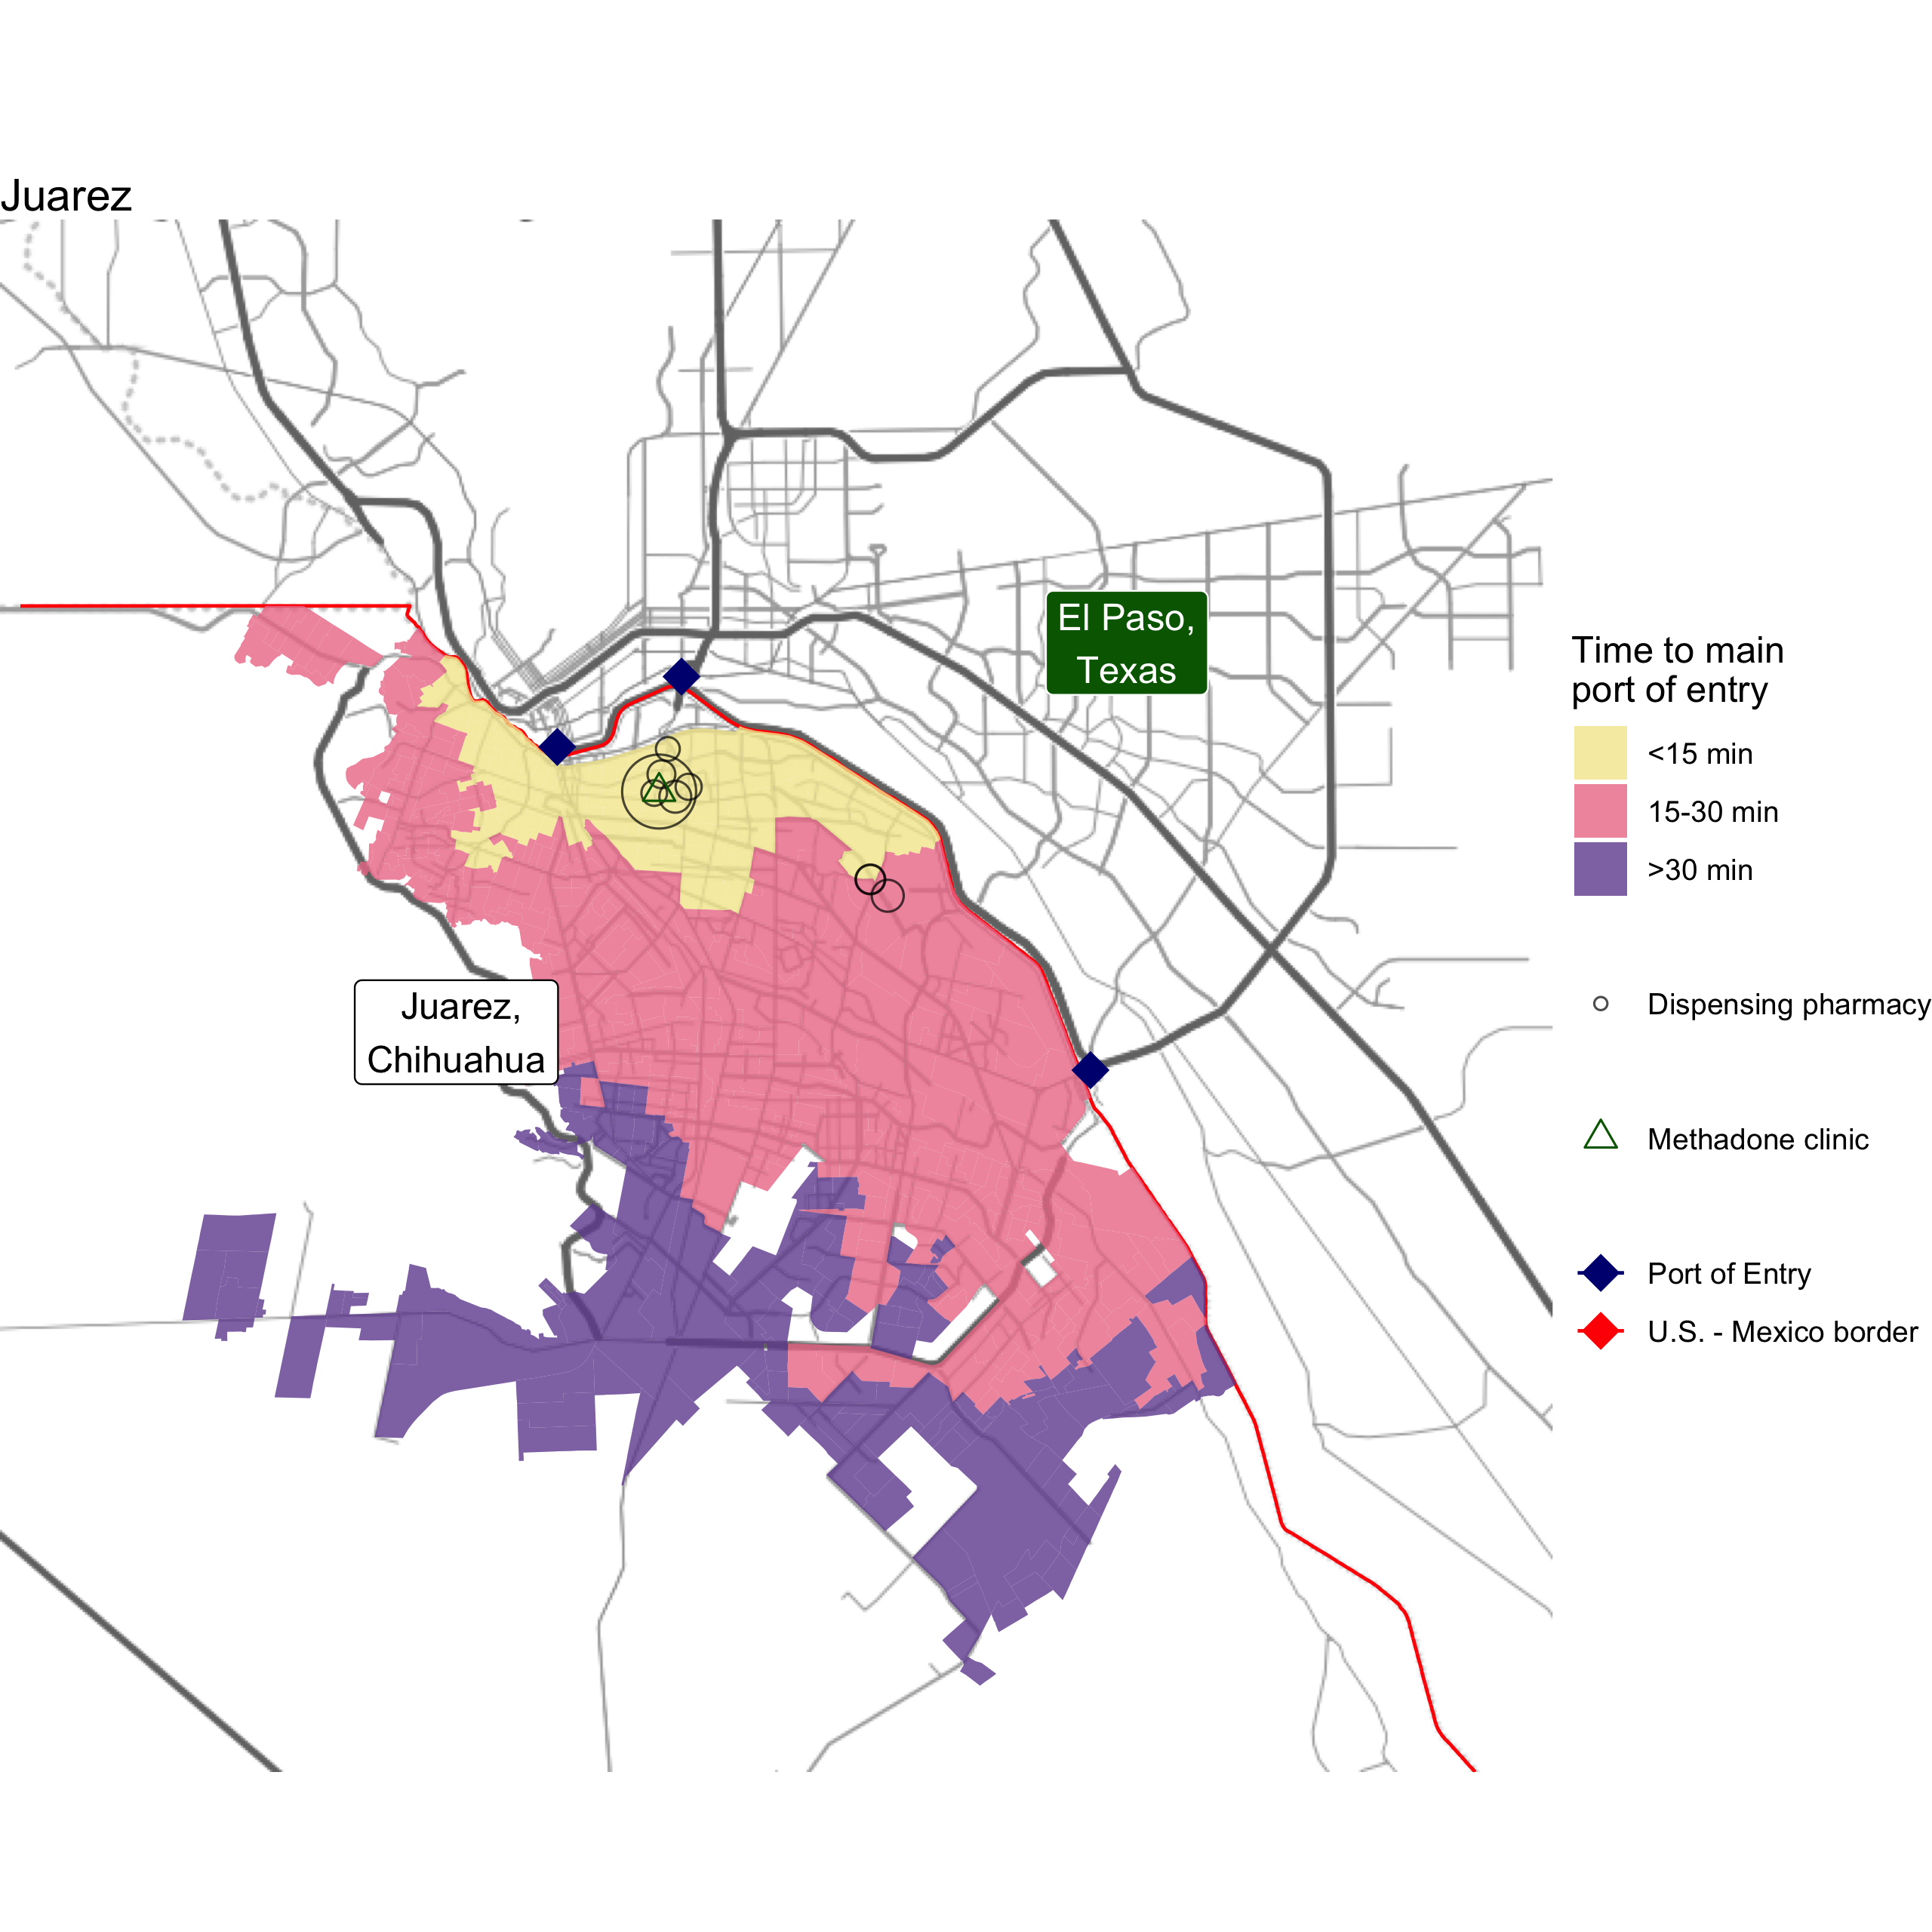 Juarez
El Paso,
Texas
Juarez,
Chihuahua
Time to main
port of entry
<15 min
15-30 min
>30 min
Dispensing pharmacy
Methadone clinic
Port of Entry
U.S. - Mexico border